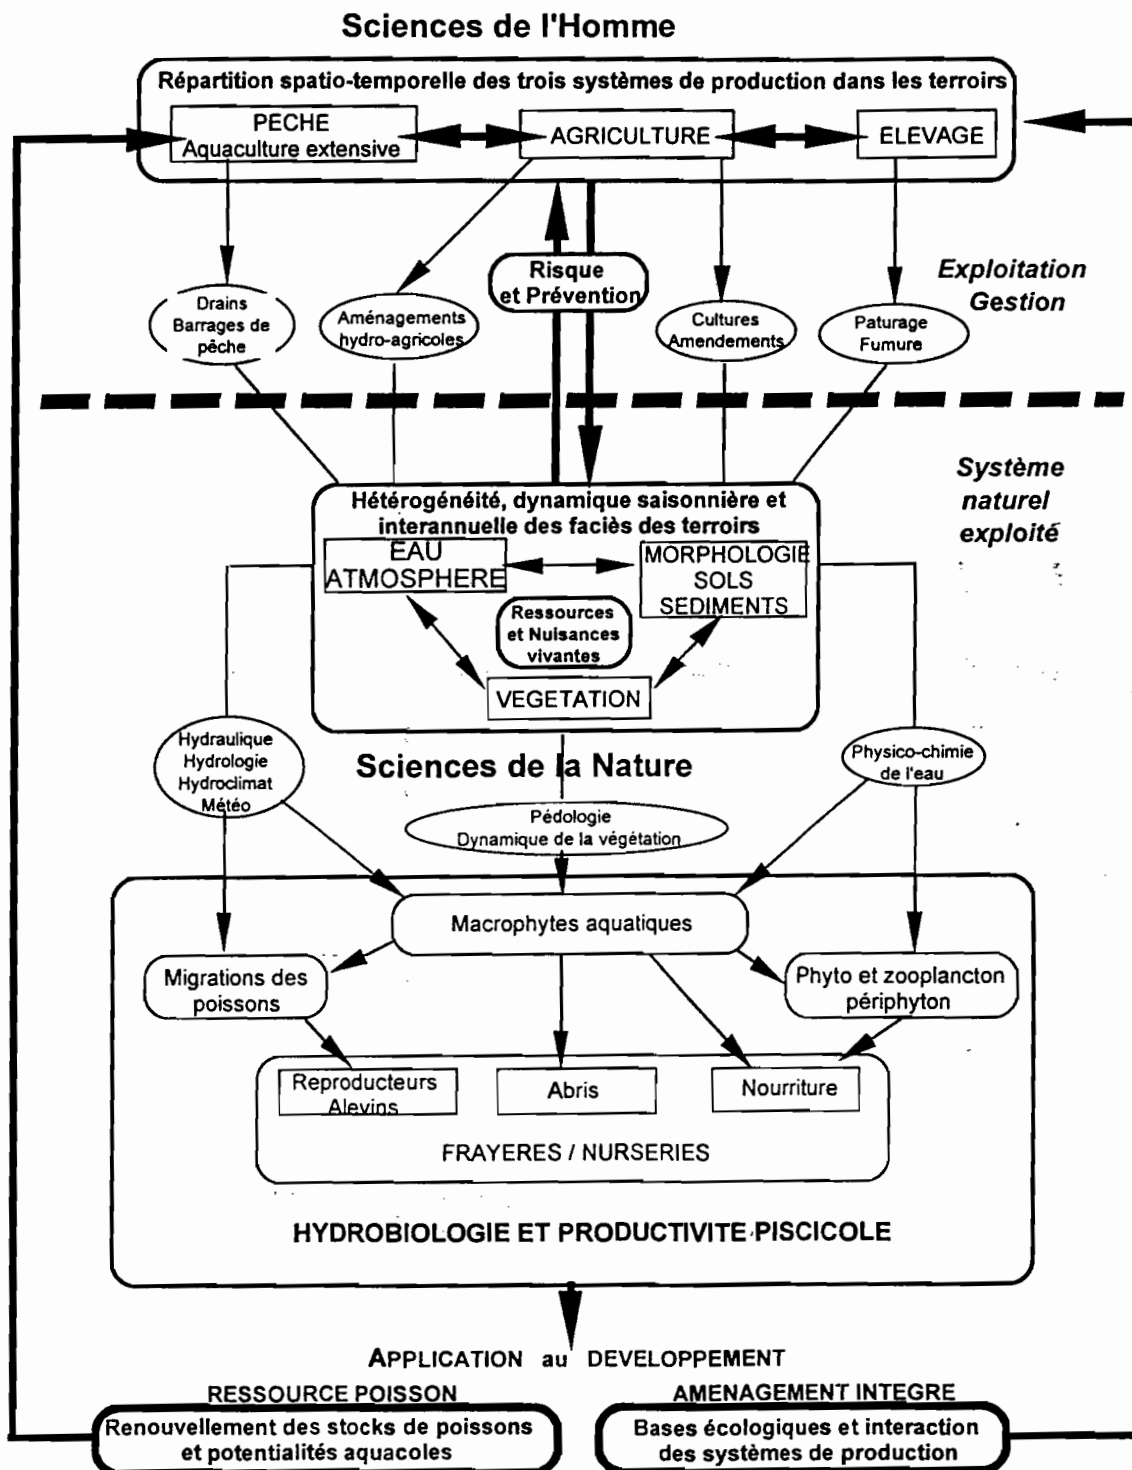 Sciences de l'Homme
Répartition spatio-temporelle des trois systèmes de production dans les terroirs
PECHE
Aquaculture extensive
AGRICULTURE
ELEVAGE
Risque
et Prévention
Exploitation
Gestion
Drains
Barrages de
pêche
Aménagements
hydro-agricoles
Cultures
Amendements
Paturage
Fumure
Système
naturel
exploité
Hétérogénéité, dynamique saisonnière et
interannuelle des faciès des terroirs
EAU
ATMOSPHERE
MORPHOLOGIE
SOLS
SEDIMENTS
Ressources
et Nuisances
vivantes
VEGETATION
Hydraulique
Hydrologie
Hydroclimat
Météo
Sciences de la Nature
Physico-chimie
de l'eau
Pédologie
Dynamique de la végétation
Macrophytes aquatiques
Migrations des
poissons
Phyto et zooplancton
périphyton
Reproducteurs
Alevins
Abris
Nourriture
FRAYERES / NURSERIES
HYDROBIOLOGIE ET PRODUCTIVITE PISCICOLE
APPLICATION au DEVELOPPEMENT
RESSOURCE POISSON
AMENAGEMENT INTEGRE
Renouvellement des stocks de poissons
et potentialités aquacoles
Bases écologiques et interaction
des systèmes de production